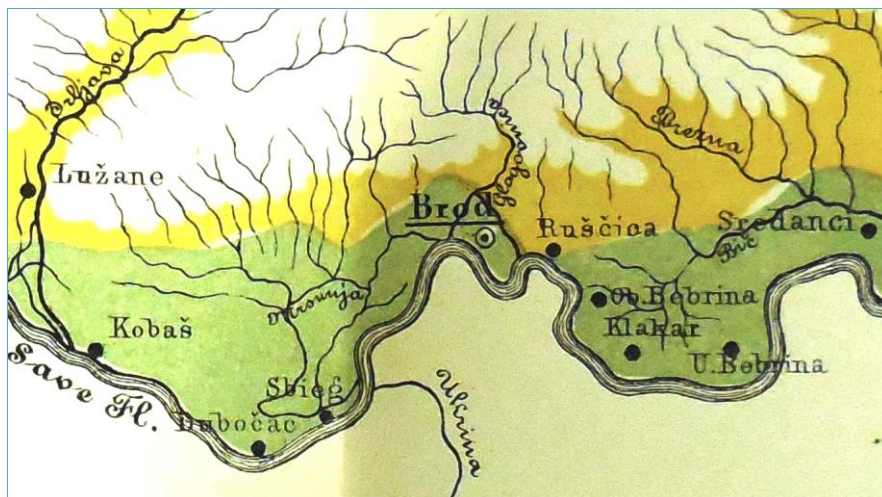 Orljava
Lužane
Brod
Glogovica
Brezna
Ruščica
Sredanci
Bič
Mrsunja
Ob. Bebrina
Kobaš
Klakar
U. Bebrina
Save Fl.
Sbieg
Dubočac
Ukrina